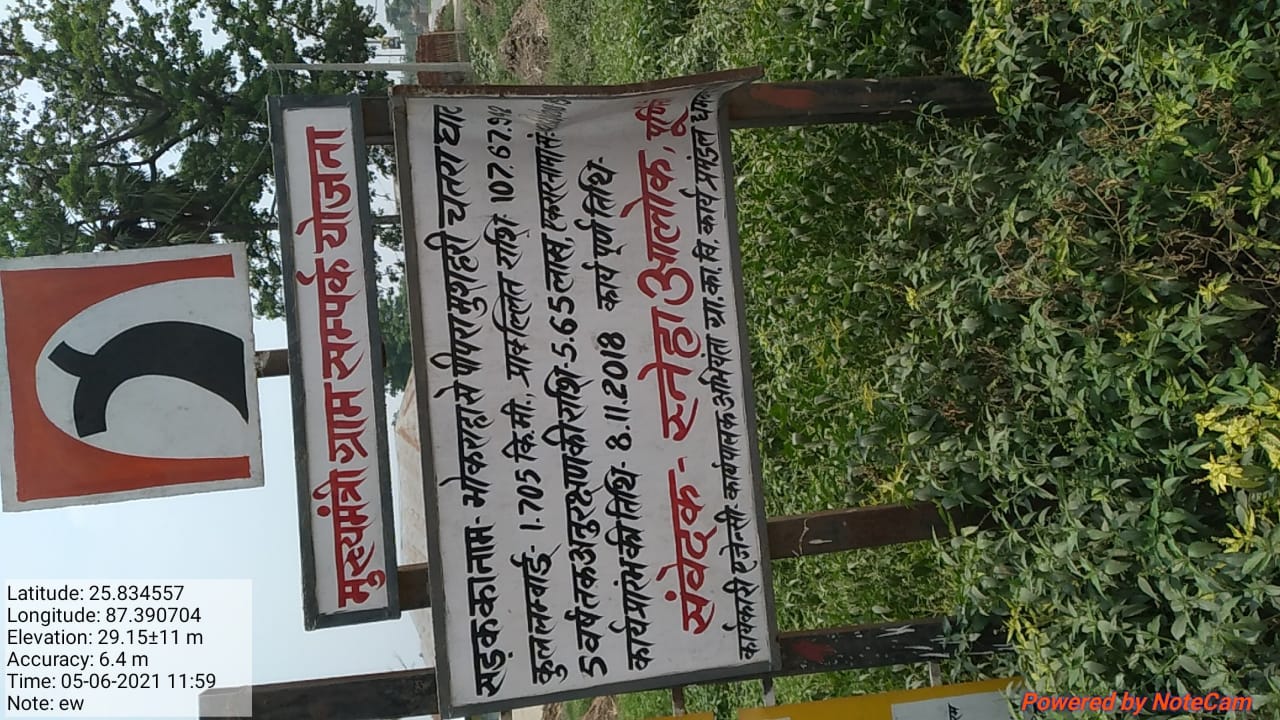 मुख्यमंत्री ग्राम सम्पर्क योजना
सड़क का नाम- मोकराहा से पीपरा मुशहरी चतरा घाट
कुल लम्बाई- 1.705 कि.मी., प्राकल्लित राशि 107.67.942
5 वर्ष तक अनुरक्षण की राशि-5.65 लाख,
कार्य प्रारंभ की तिथि- 8.11.2018 कार्य पूर्ण तिथि-
संवेदक- स्नेहा आलोक,
कार्यकारी एजेन्सी- कार्यपालक अभियंता ग्रा.का.वि. कार्य प्रमंडल
Latitude: 25.834557
Longitude: 87.390704
Elevation: 29.15±11 m
Accuracy: 6.4 m
Time: 05-06-2021 11:59
Note: ew
Powered by NoteCam